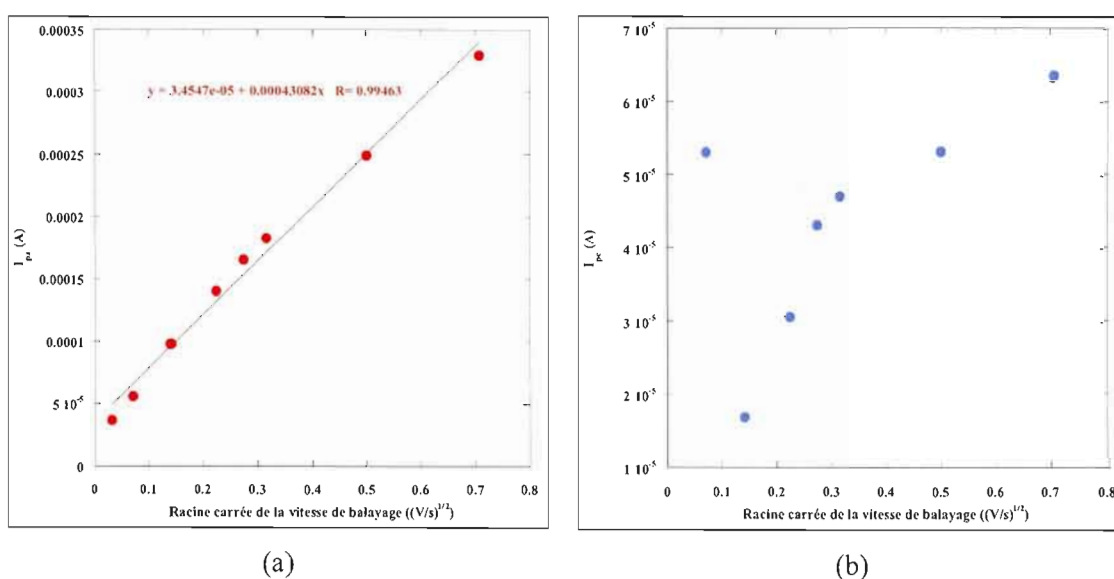 0.00035
0.0003
0.00025
0.0002
0.00015
0.0001
5 10⁻⁵
0
I_pa (A)
y = 3.4547e-05 + 0.00043082x R= 0.99463
0 0.1 0.2 0.3 0.4 0.5 0.6 0.7 0.8
Racine carrée de la vitesse de balayage ((V/s)^1/2)
(a)
7 10⁻⁵
6 10⁻⁵
5 10⁻⁵
4 10⁻⁵
3 10⁻⁵
2 10⁻⁵
1 10⁻⁵
I_pc (A)
0 0.1 0.2 0.3 0.4 0.5 0.6 0.7 0.8
Racine carrée de la vitesse de balayage ((V/s)^1/2)
(b)